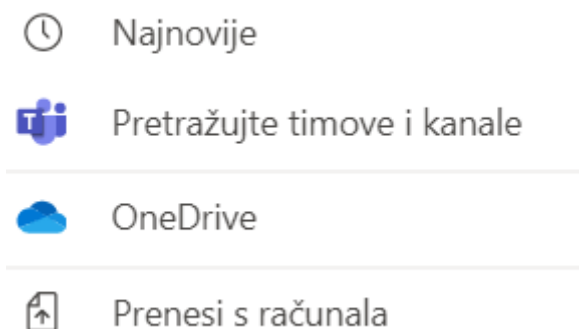 Najnovije
Pretražujte timove i kanale
OneDrive
Prenesi s računala